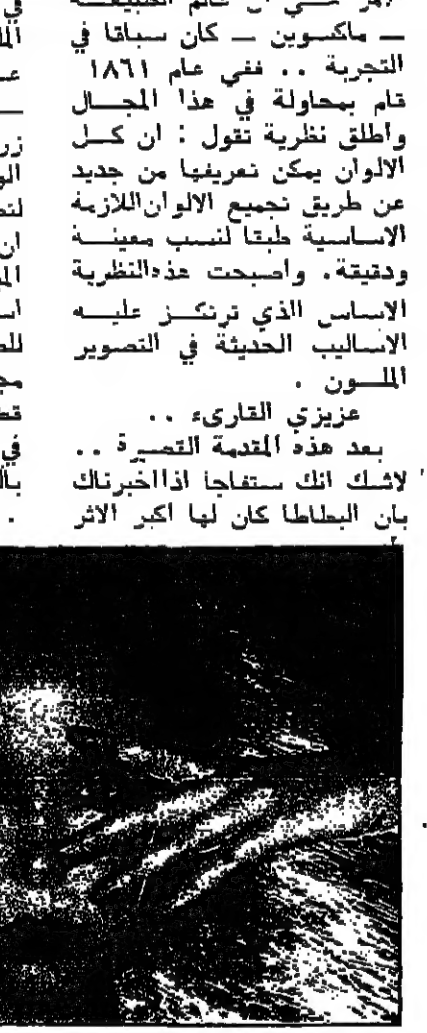 ـ ماكسوين ـ كان سباقا في
التجربة .. ففي عام ١٨٦١
قام بمحاولة في هذا المجال
وأطلق نظرية تقول : ان كل
الالوان يمكن تعريفها من جديد
عن طريق تجميع الالوان اللازمة
الاساسية طبقا لنسب معينة
ودقيقة. وأصبحت هذه النظرية
الاساس الذي ترتكز عليه
الاساليب الحديثة في التصوير
الملون .
عزيزي القارىء ..
بعد هذه المقدمة القصيرة ..
لاشك انك ستفاجأ اذا اخبرناك
بان البطاطا كان لها اكبر الاثر
في